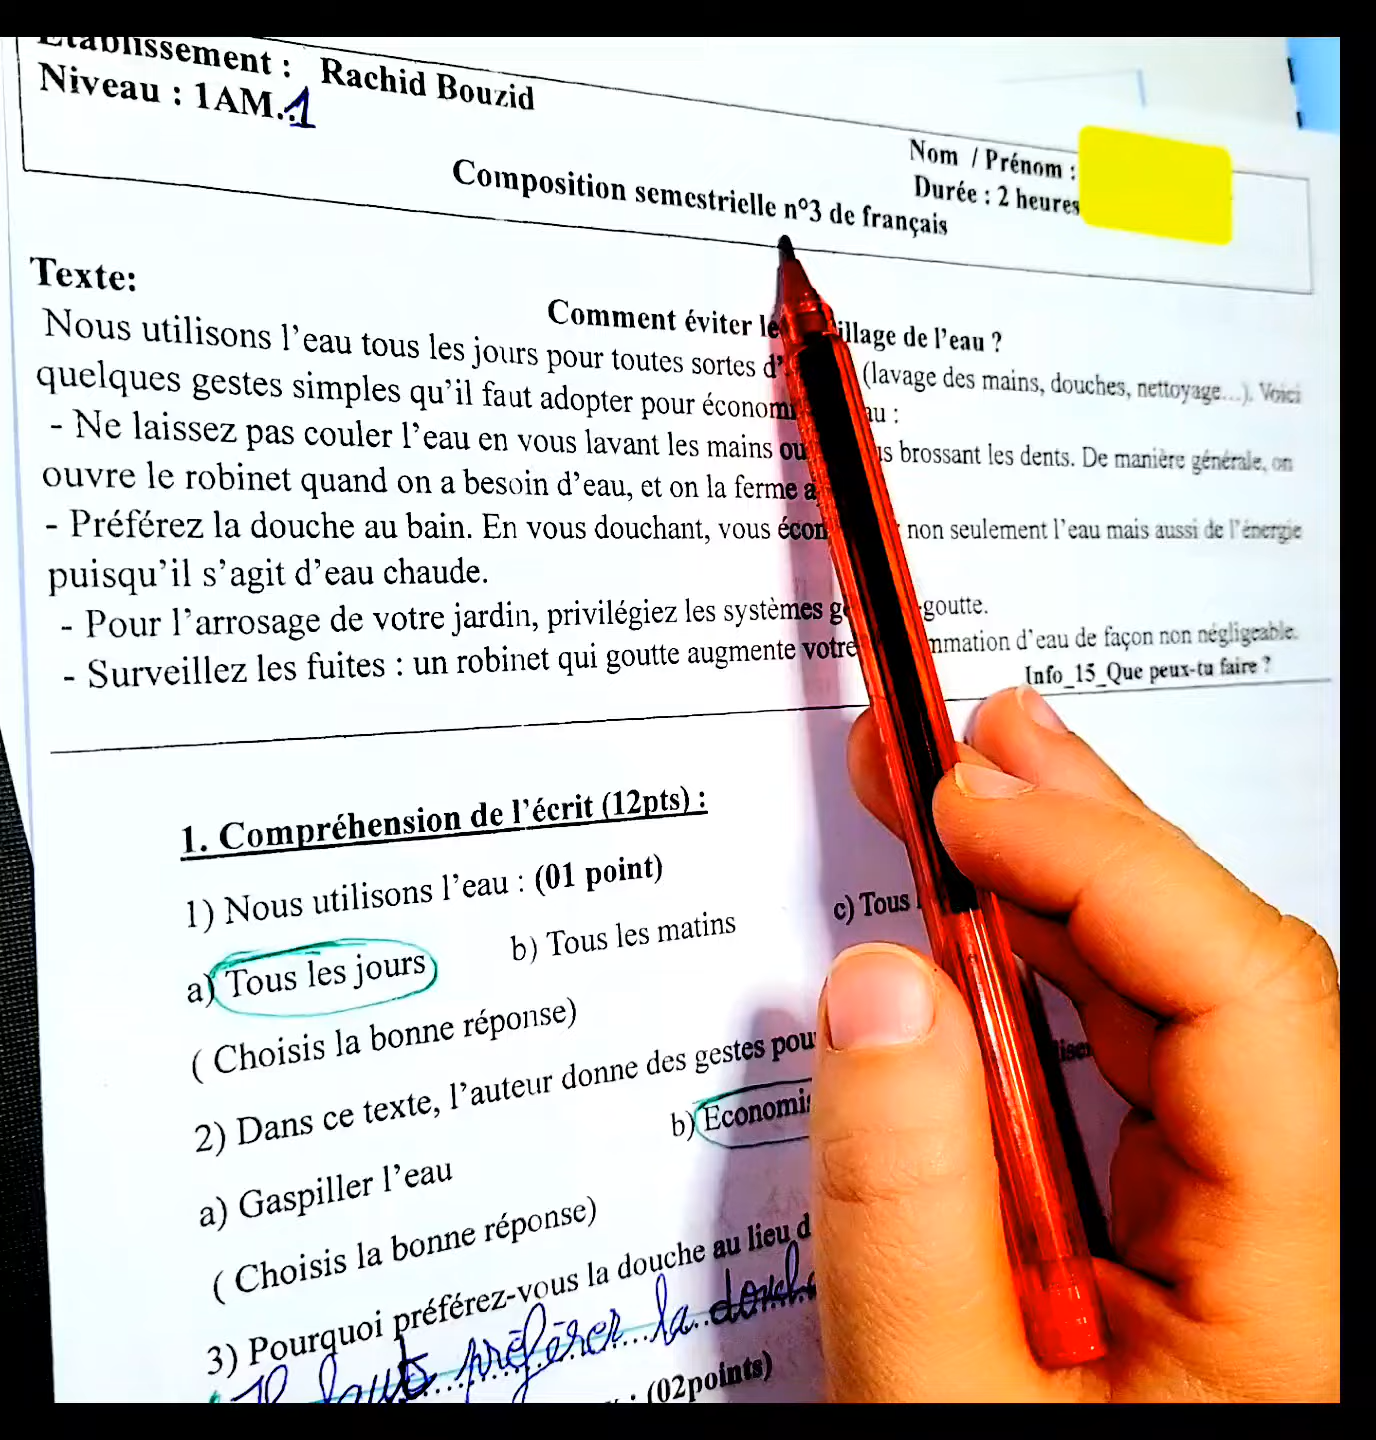 Etablissement : Rachid Bouzid
Niveau : 1AM..1
Nom / Prénom :
Durée : 2 heures
Composition semestrielle n°3 de français
Texte:
Comment éviter le illage de l'eau ?
Nous utilisons l'eau tous les jours pour toutes sortes d' (lavage des mains, douches, nettoyage...). Voici
quelques gestes simples qu'il faut adopter pour économi au :
- Ne laissez pas couler l'eau en vous lavant les mains ou us brossant les dents. De manière générale, on
ouvre le robinet quand on a besoin d'eau, et on la ferme a
- Préférez la douche au bain. En vous douchant, vous écon non seulement l'eau mais aussi de l'énergie
puisqu'il s'agit d'eau chaude.
- Pour l'arrosage de votre jardin, privilégiez les systèmes g goutte.
- Surveillez les fuites : un robinet qui goutte augmente votre mmation d'eau de façon non négligeable.
Info_15_Que peux-tu faire ?
1. Compréhension de l'écrit (12pts) :
1) Nous utilisons l'eau : (01 point)
a) Tous les jours b) Tous les matins c) Tous
( Choisis la bonne réponse)
2) Dans ce texte, l'auteur donne des gestes pou
a) Gaspiller l'eau b) Economis
( Choisis la bonne réponse)
3) Pourquoi préférez-vous la douche au lieu d
préférer la douch
: (02points)